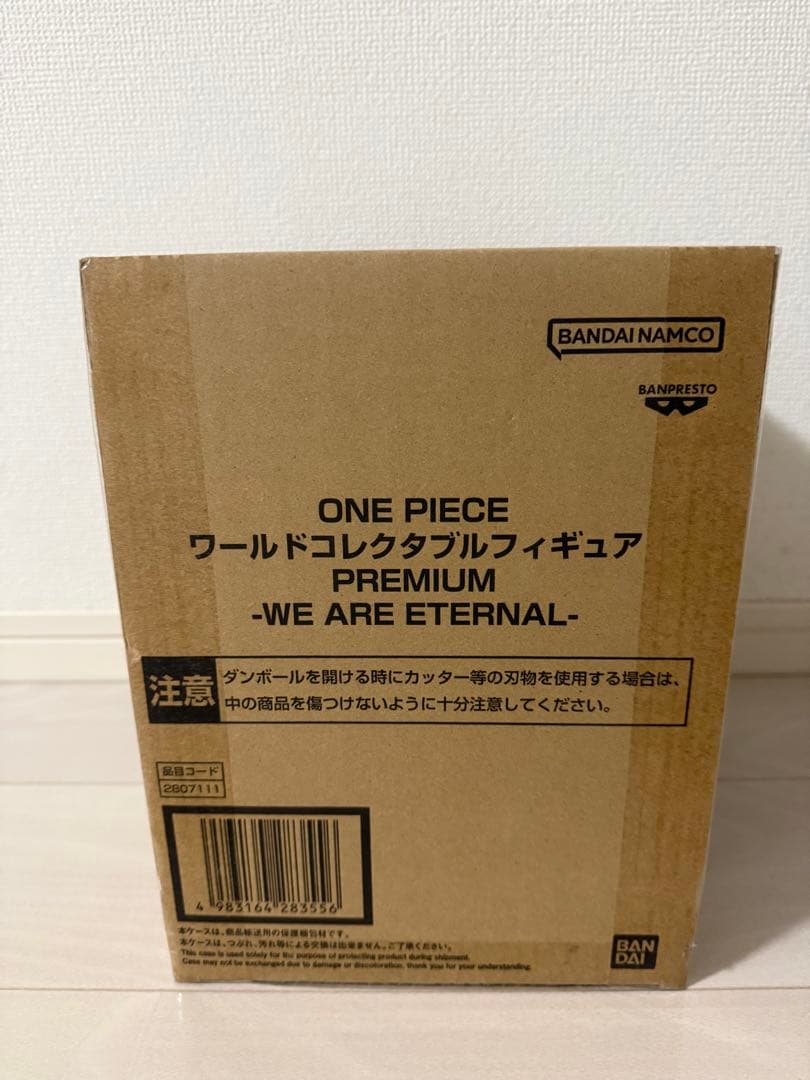 BANDAI NAMCO
BANPRESTO
ONE PIECE
ワールドコレクタブルフィギュア
PREMIUM
-WE ARE ETERNAL-
注意
ダンボールを開ける時にカッター等の刃物を使用する場合は、
中の商品を傷つけないように十分注意してください。
品目コード
2807111
4 983164 283556
本ケースは、商品輸送用の保護梱包材です。
本ケースは、つぶれ、汚れ等による交換は出来ません。ご了承ください。
This case is used solely for the purpose of protecting product during shipment.
Case may not be exchanged due to damage or discoloration, thank you for your understanding.
BAN
DAI